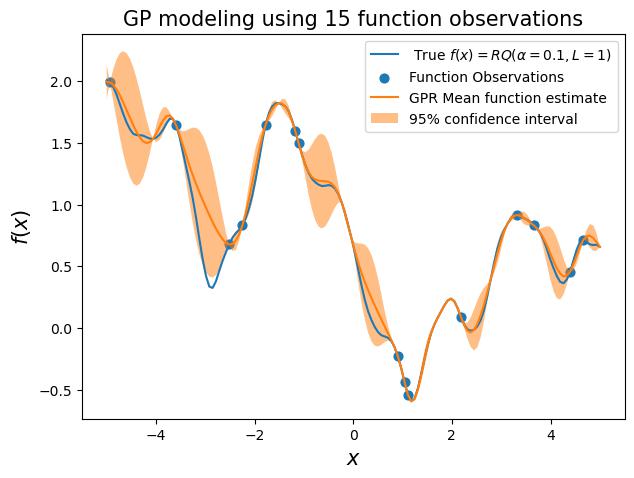 GP modeling using 15 function observations
True f(x) = RQ(α = 0.1, L = 1)
Function Observations
GPR Mean function estimate
95% confidence interval
f(x)
2.0
1.5
1.0
0.5
0.0
−0.5
−4 −2 0 2 4
x